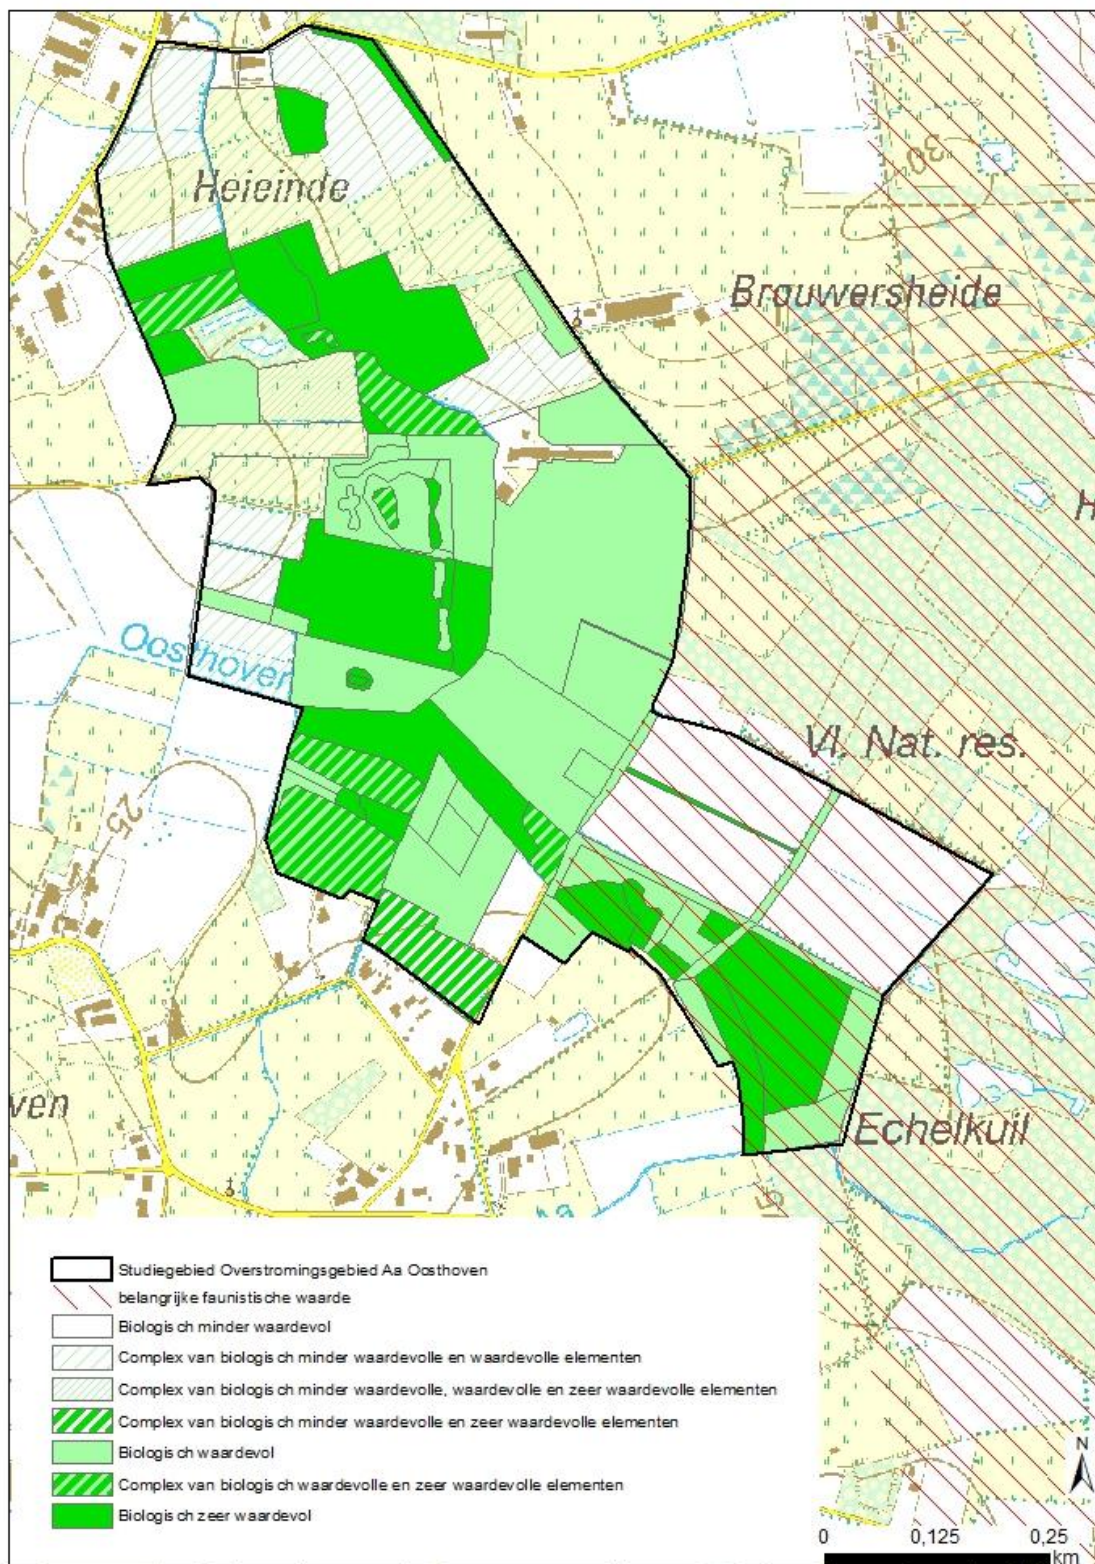 Heieinde
30
Brouwersheide
H
Oosthoven
Vl. Nat. res.
25
ven
Echelkuil
Studiegebied Overstromingsgebied Aa Oosthoven
belangrijke faunistische waarde
Biologisch minder waardevol
Complex van biologisch minder waardevolle en waardevolle elementen
Complex van biologisch minder waardevolle, waardevolle en zeer waardevolle elementen
Complex van biologisch minder waardevolle en zeer waardevolle elementen
Biologisch waardevol
Complex van biologisch waardevolle en zeer waardevolle elementen
Biologisch zeer waardevol
N
0 0,125 0,25
km